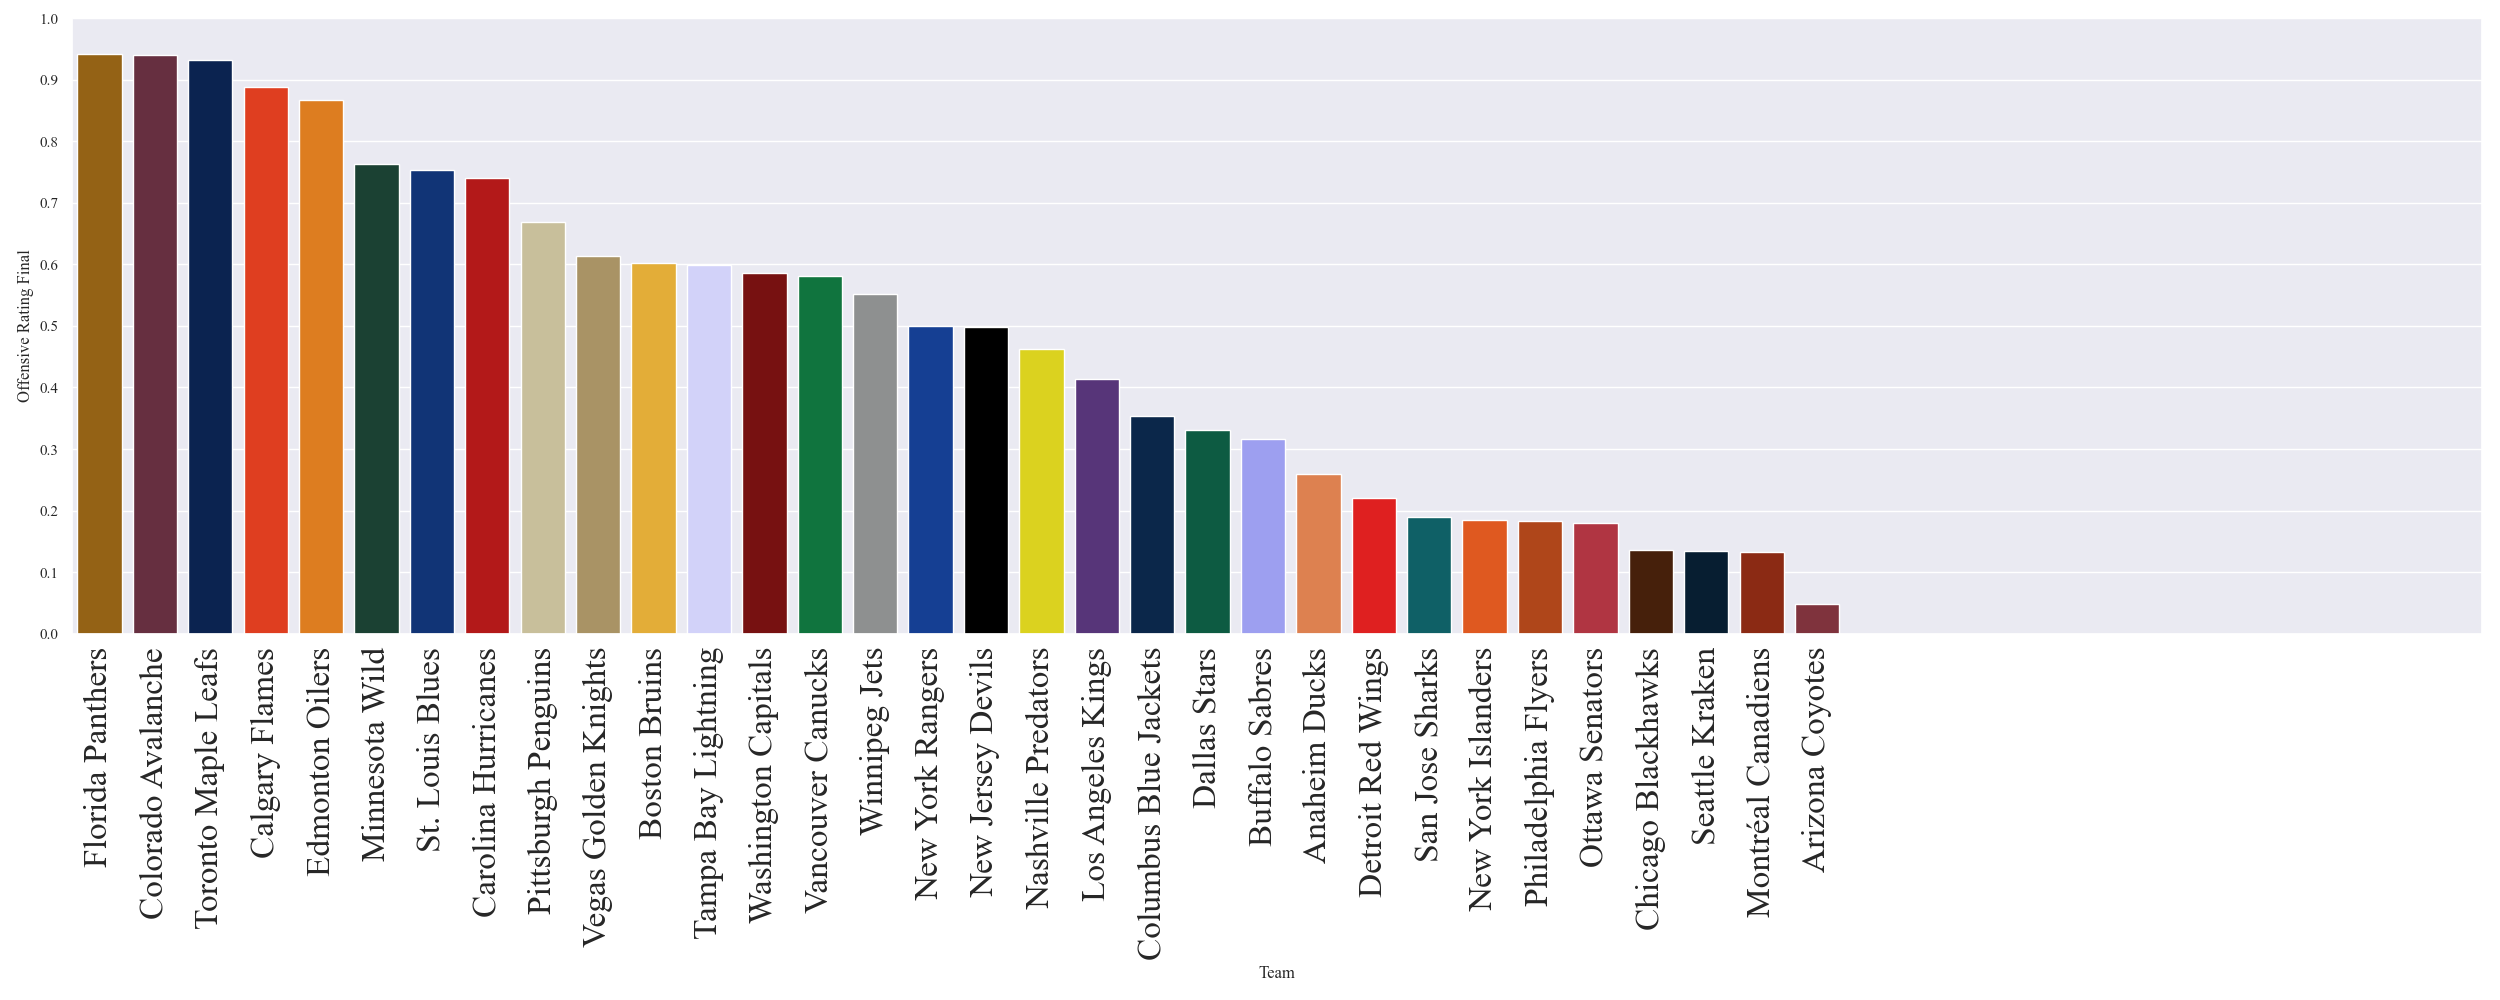 1.0
0.9
0.8
0.7
0.6
0.5
0.4
0.3
0.2
0.1
0.0
Offensive Rating Final
Florida Panthers
Colorado Avalanche
Toronto Maple Leafs
Calgary Flames
Edmonton Oilers
Minnesota Wild
St. Louis Blues
Carolina Hurricanes
Pittsburgh Penguins
Vegas Golden Knights
Boston Bruins
Tampa Bay Lightning
Washington Capitals
Vancouver Canucks
Winnipeg Jets
New York Rangers
New Jersey Devils
Nashville Predators
Los Angeles Kings
Columbus Blue Jackets
Dallas Stars
Buffalo Sabres
Anaheim Ducks
Detroit Red Wings
San Jose Sharks
New York Islanders
Philadelphia Flyers
Ottawa Senators
Chicago Blackhawks
Seattle Kraken
Montréal Canadiens
Arizona Coyotes
Team